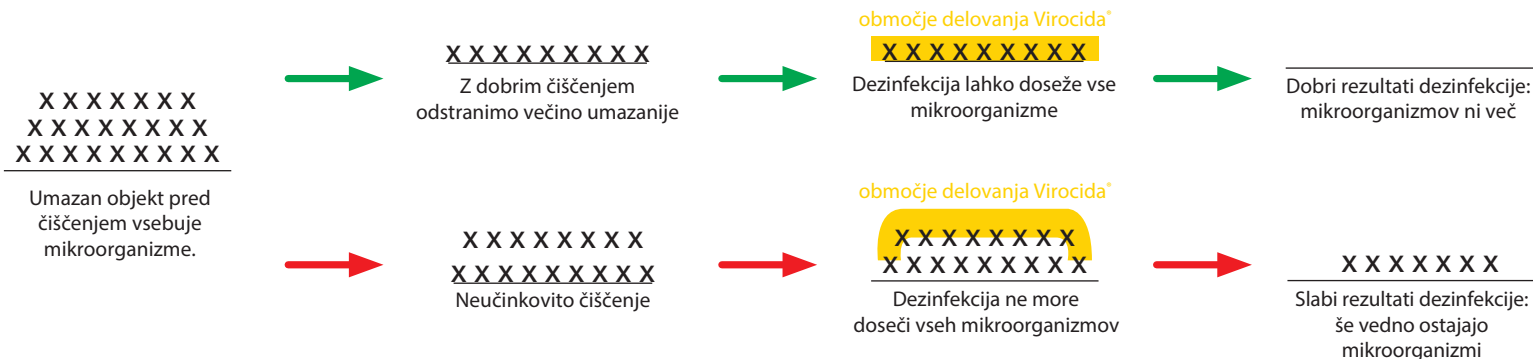 X X X X X X X
X X X X X X X X
X X X X X X X X X
Umazan objekt pred
čiščenjem vsebuje
mikroorganizme.
X X X X X X X X X
Z dobrim čiščenjem
odstranimo večino umazanije
območje delovanja Virocida®
X X X X X X X X X
Dezinfekcija lahko doseže vse
mikroorganizme
Dobri rezultati dezinfekcije:
mikroorganizmov ni več
X X X X X X X X
X X X X X X X X X
Neučinkovito čiščenje
območje delovanja Virocida®
X X X X X X X X
X X X X X X X X X
Dezinfekcija ne more
doseči vseh mikroorganizmov
X X X X X X X
Slabi rezultati dezinfekcije:
še vedno ostajajo
mikroorganizmi